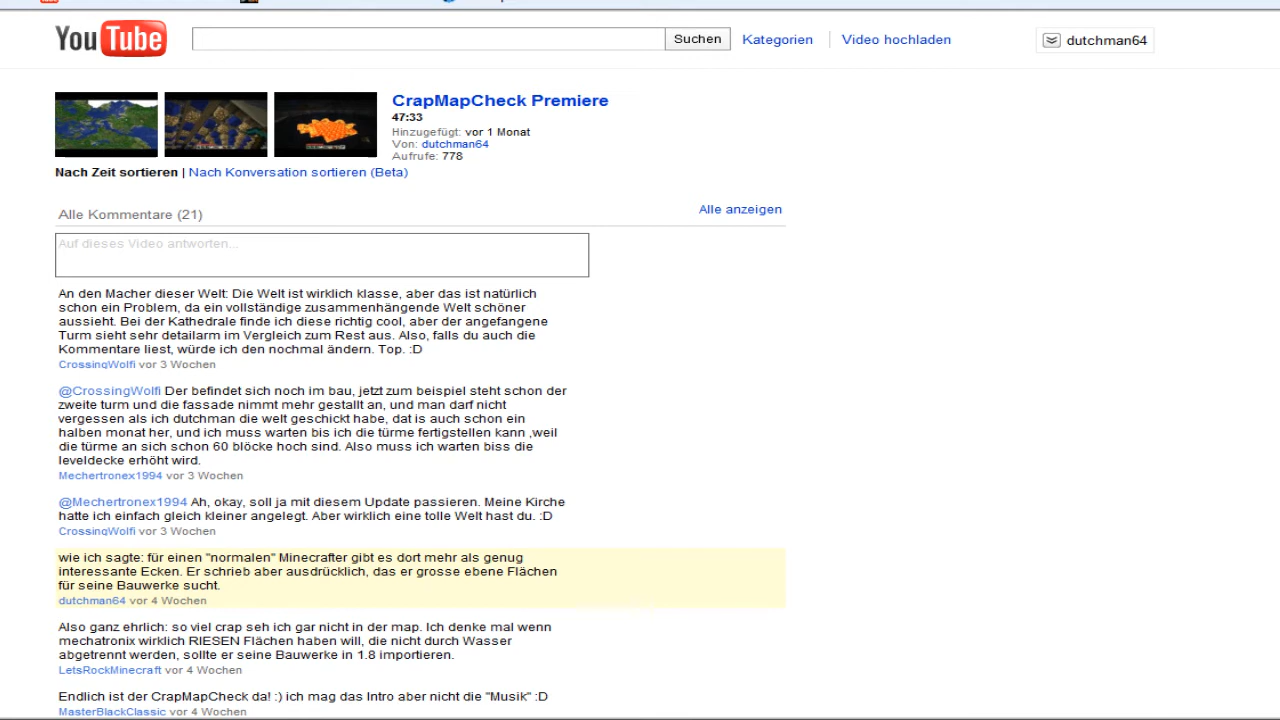 YouTube
Suchen
Kategorien
Video hochladen
dutchman64
CrapMapCheck Premiere
47:33
Hinzugefügt: vor 1 Monat
Von: dutchman64
Aufrufe: 778
Nach Zeit sortieren | Nach Konversation sortieren (Beta)
Alle Kommentare (21)
Alle anzeigen
Auf dieses Video antworten...
An den Macher dieser Welt: Die Welt ist wirklich klasse, aber das ist natürlich
schon ein Problem, da ein vollständige zusammenhängende Welt schöner
aussieht. Bei der Kathedrale finde ich diese richtig cool, aber der angefangene
Turm sieht sehr detailarm im Vergleich zum Rest aus. Also, falls du auch die
Kommentare liest, würde ich den nochmal ändern. Top. :D
CrossingWolfi vor 3 Wochen
@CrossingWolfi Der befindet sich noch im bau, jetzt zum beispiel steht schon der
zweite turm und die fassade nimmt mehr gestallt an, und man darf nicht
vergessen als ich dutchman die welt geschickt habe, dat is auch schon ein
halben monat her, und ich muss warten bis ich die türme fertigstellen kann ,weil
die türme an sich schon 60 blöcke hoch sind. Also muss ich warten biss die
leveldecke erhöht wird.
Mechertronex1994 vor 3 Wochen
@Mechertronex1994 Ah, okay, soll ja mit diesem Update passieren. Meine Kirche
hatte ich einfach gleich kleiner angelegt. Aber wirklich eine tolle Welt hast du. :D
CrossingWolfi vor 3 Wochen
wie ich sagte: für einen "normalen" Minecrafter gibt es dort mehr als genug
interessante Ecken. Er schrieb aber ausdrücklich, das er grosse ebene Flächen
für seine Bauwerke sucht.
dutchman64 vor 4 Wochen
Also ganz ehrlich: so viel crap seh ich gar nicht in der map. Ich denke mal wenn
mechatronix wirklich RIESEN Flächen haben will, die nicht durch Wasser
abgetrennt werden, sollte er seine Bauwerke in 1.8 importieren.
LetsRockMinecraft vor 4 Wochen
Endlich ist der CrapMapCheck da! :) ich mag das Intro aber nicht die "Musik" :D
MasterBlackClassic vor 4 Wochen